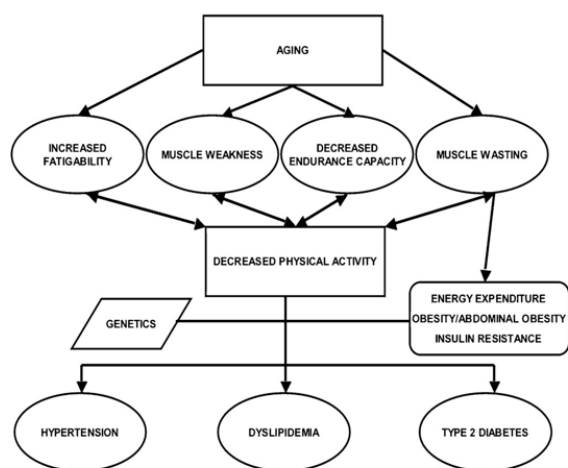 AGING
INCREASED
FATIGABILITY
MUSCLE WEAKNESS
DECREASED
ENDURANCE CAPACITY
MUSCLE WASTING
DECREASED PHYSICAL ACTIVITY
GENETICS
ENERGY EXPENDITURE
OBESITY/ABDOMINAL OBESITY
INSULIN RESISTANCE
HYPERTENSION
DYSLIPIDEMIA
TYPE 2 DIABETES